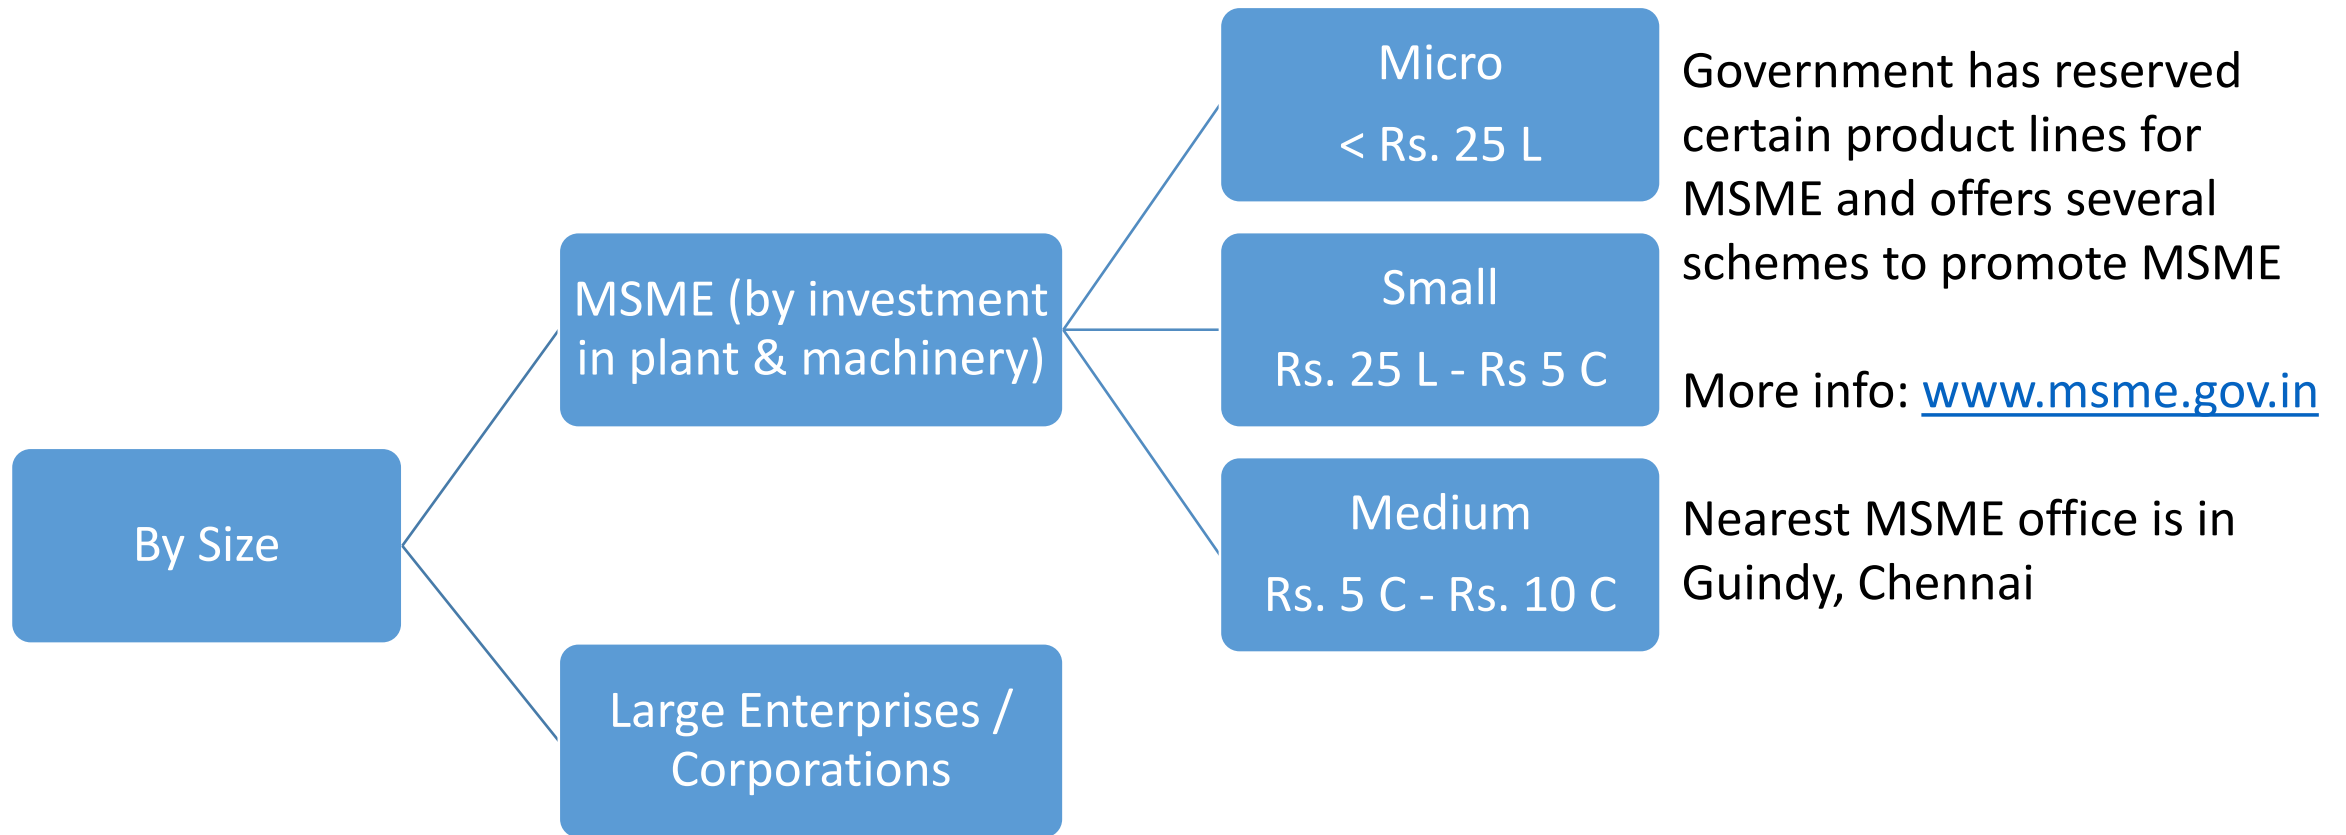 By Size
MSME (by investment
in plant & machinery)
Large Enterprises /
Corporations
Micro
< Rs. 25 L
Small
Rs. 25 L - Rs 5 C
Medium
Rs. 5 C - Rs. 10 C
Government has reserved
certain product lines for
MSME and offers several
schemes to promote MSME
More info: www.msme.gov.in
Nearest MSME office is in
Guindy, Chennai